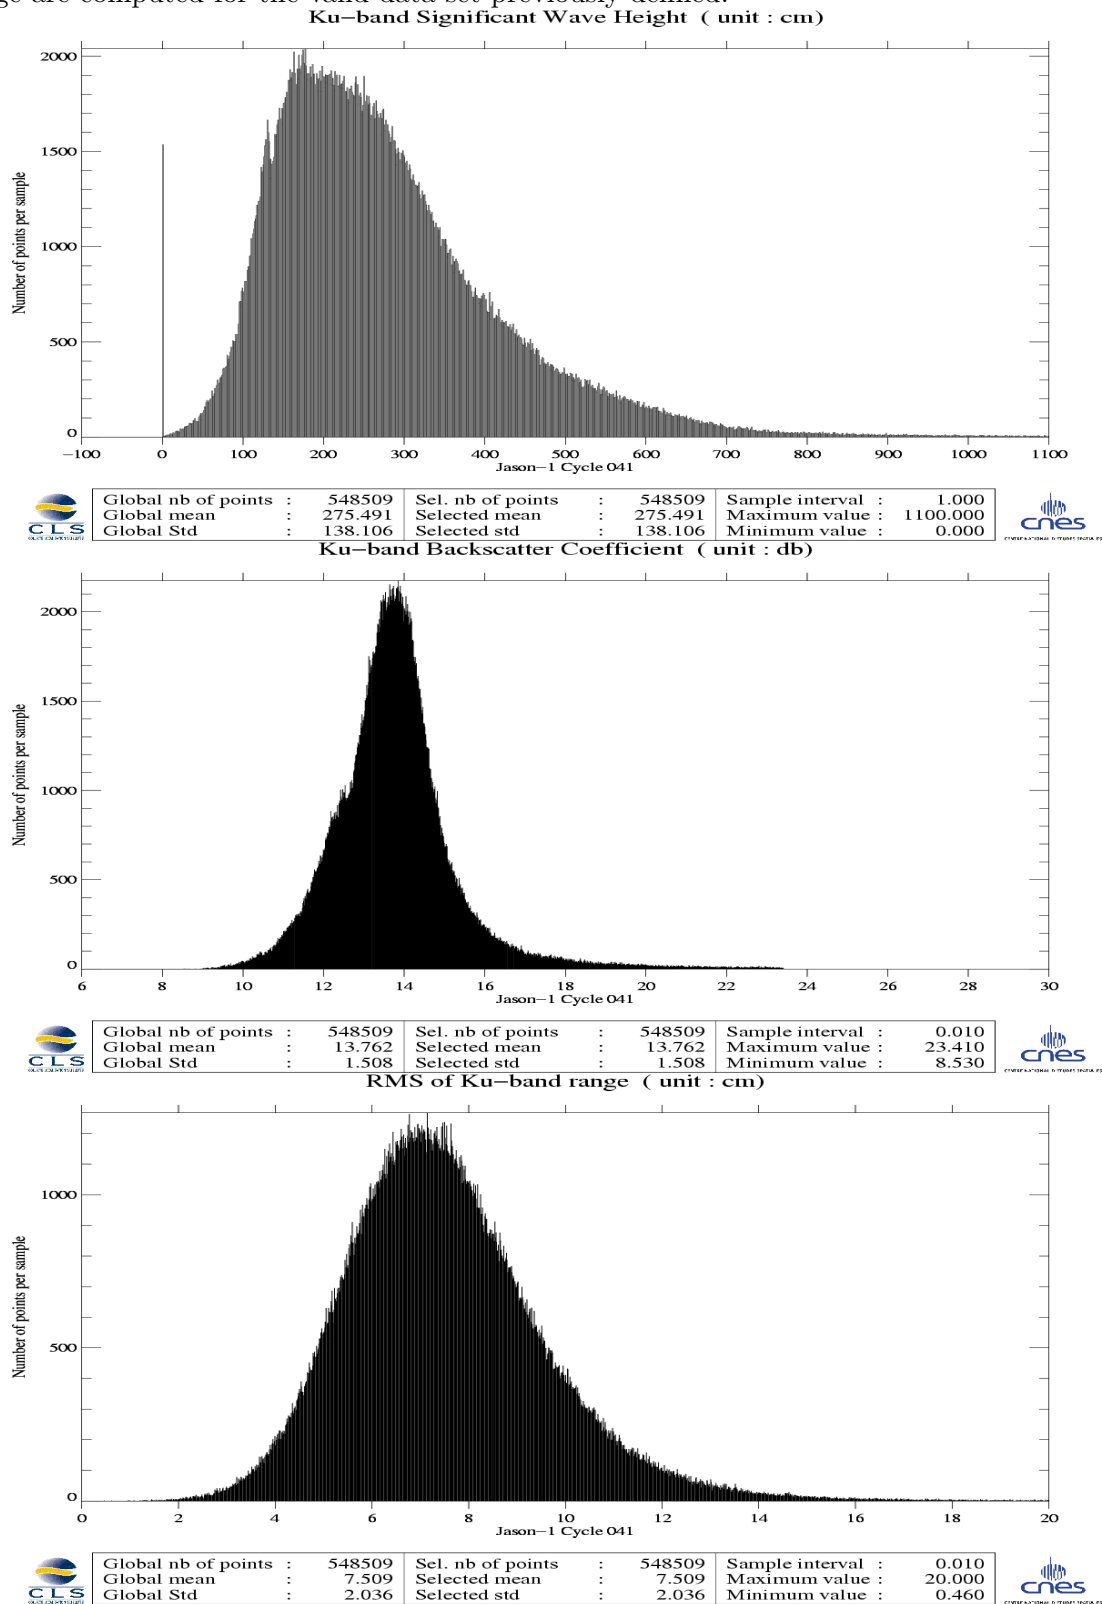 ge are computed for the valid data set previously defined.
Ku−band Significant Wave Height ( unit : cm)
Number of points per sample
2000
1500
1000
500
0
−100 0 100 200 300 400 500 600 700 800 900 1000 1100
Jason−1 Cycle 041
CLS
Global nb of points : 548509 Sel. nb of points : 548509 Sample interval : 1.000
Global mean : 275.491 Selected mean : 275.491 Maximum value : 1100.000
Global Std : 138.106 Selected std : 138.106 Minimum value : 0.000
cnes
Ku−band Backscatter Coefficient ( unit : db)
Number of points per sample
2000
1500
1000
500
0
6 8 10 12 14 16 18 20 22 24 26 28 30
Jason−1 Cycle 041
CLS
Global nb of points : 548509 Sel. nb of points : 548509 Sample interval : 0.010
Global mean : 13.762 Selected mean : 13.762 Maximum value : 23.410
Global Std : 1.508 Selected std : 1.508 Minimum value : 8.530
cnes
RMS of Ku−band range ( unit : cm)
Number of points per sample
1000
500
0
0 2 4 6 8 10 12 14 16 18 20
Jason−1 Cycle 041
CLS
Global nb of points : 548509 Sel. nb of points : 548509 Sample interval : 0.010
Global mean : 7.509 Selected mean : 7.509 Maximum value : 20.000
Global Std : 2.036 Selected std : 2.036 Minimum value : 0.460
cnes